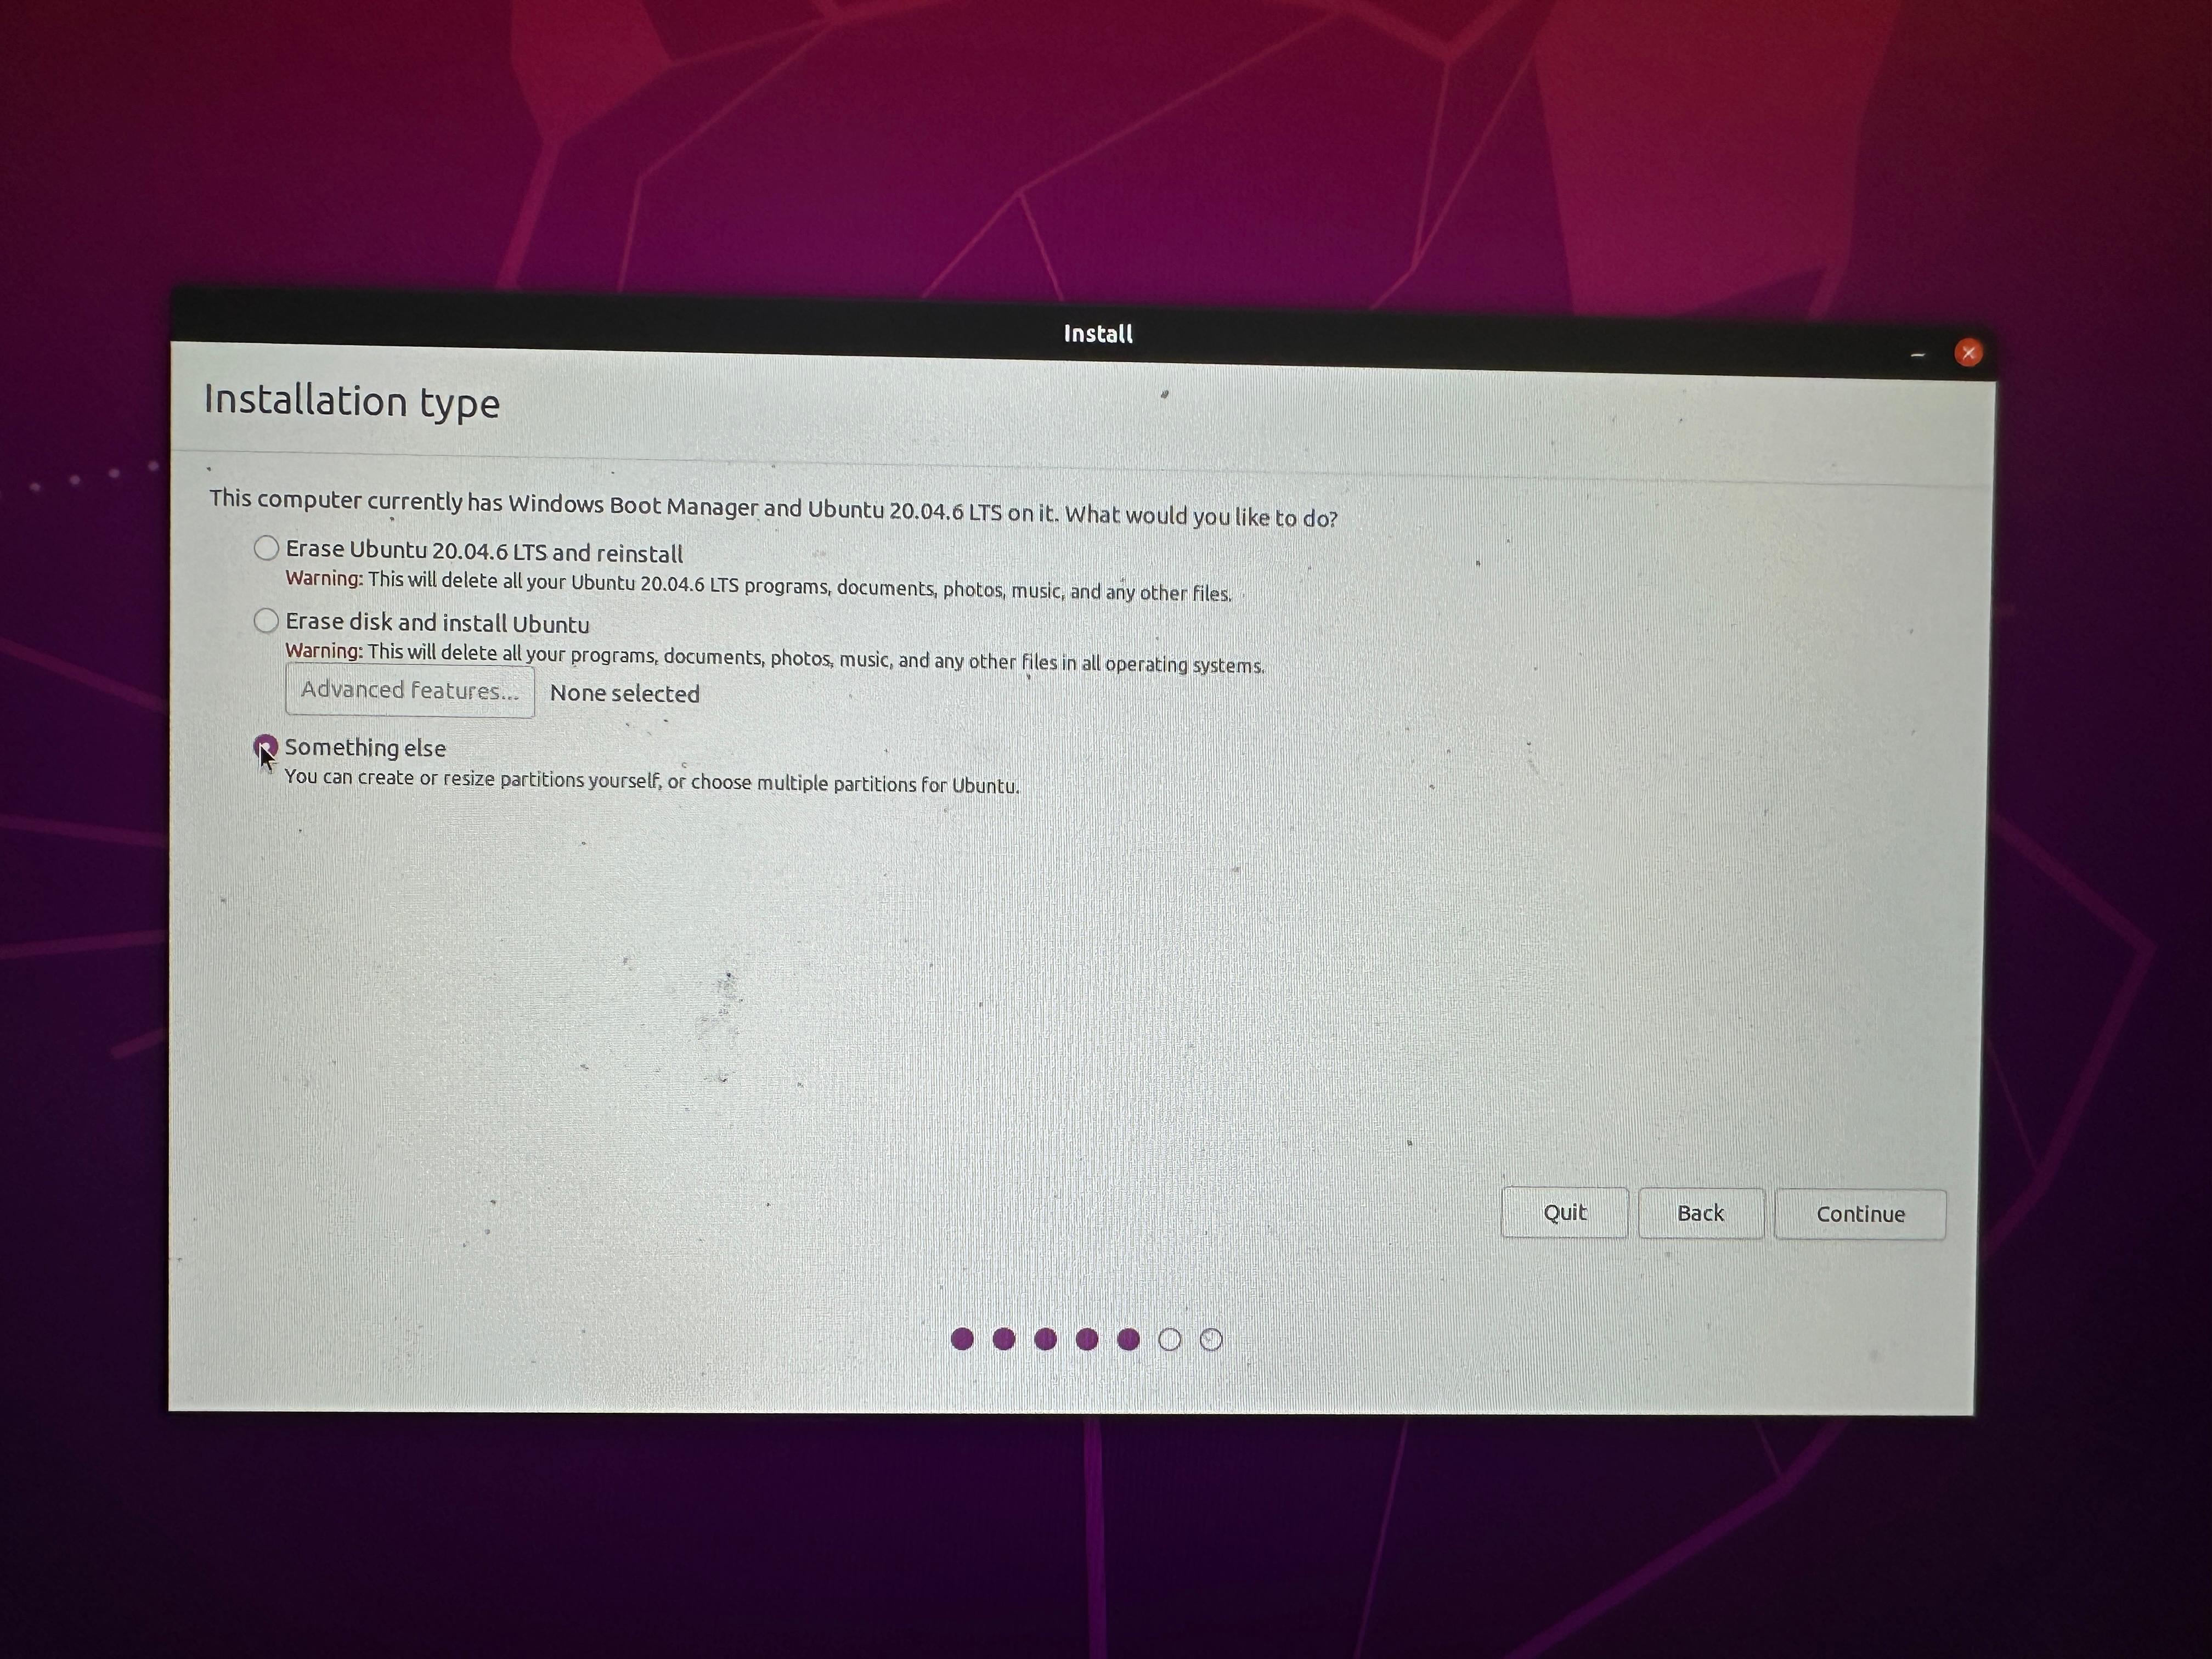 Install
Installation type
This computer currently has Windows Boot Manager and Ubuntu 20.04.6 LTS on it. What would you like to do?
Erase Ubuntu 20.04.6 LTS and reinstall
Warning: This will delete all your Ubuntu 20.04.6 LTS programs, documents, photos, music, and any other files.
Erase disk and install Ubuntu
Warning: This will delete all your programs, documents, photos, music, and any other files in all operating systems.
Advanced features... None selected
Something else
You can create or resize partitions yourself, or choose multiple partitions for Ubuntu.
Quit Back Continue